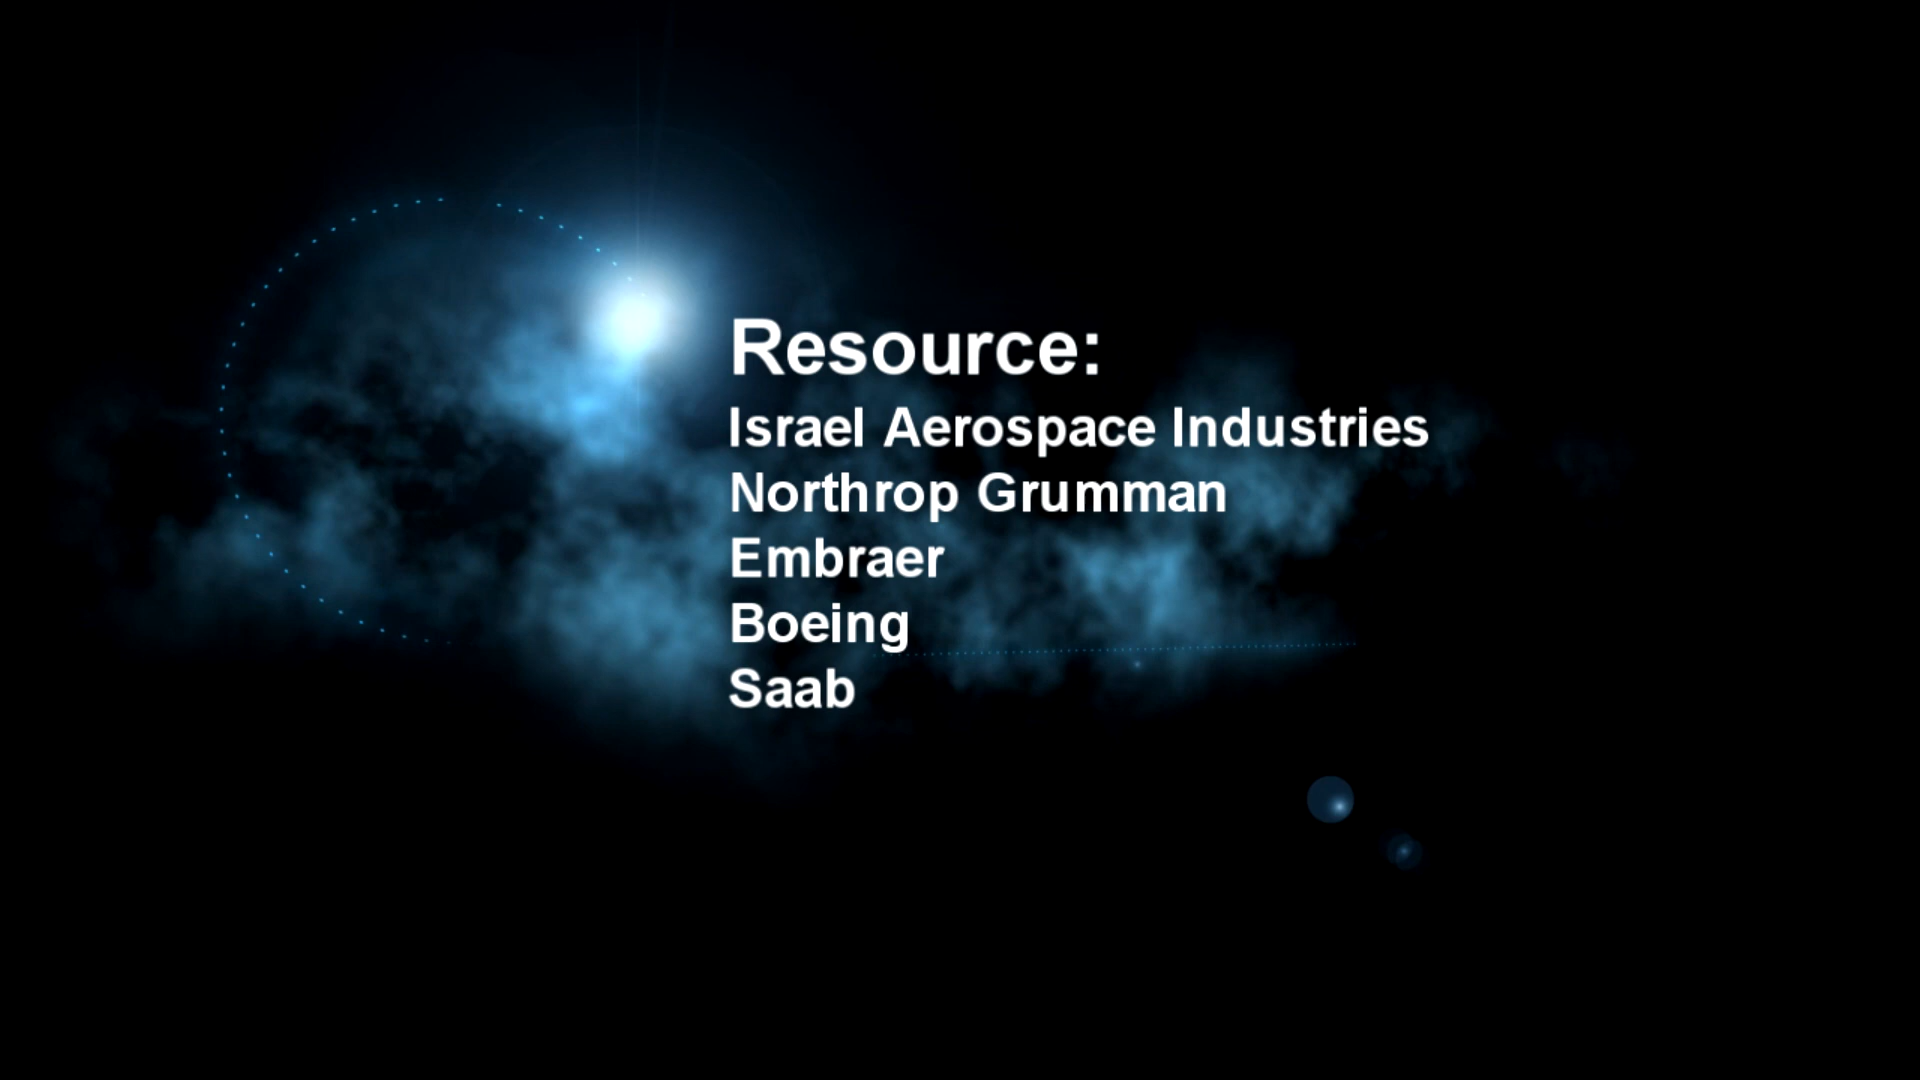 Resource:
Israel Aerospace Industries
Northrop Grumman
Embraer
Boeing
Saab